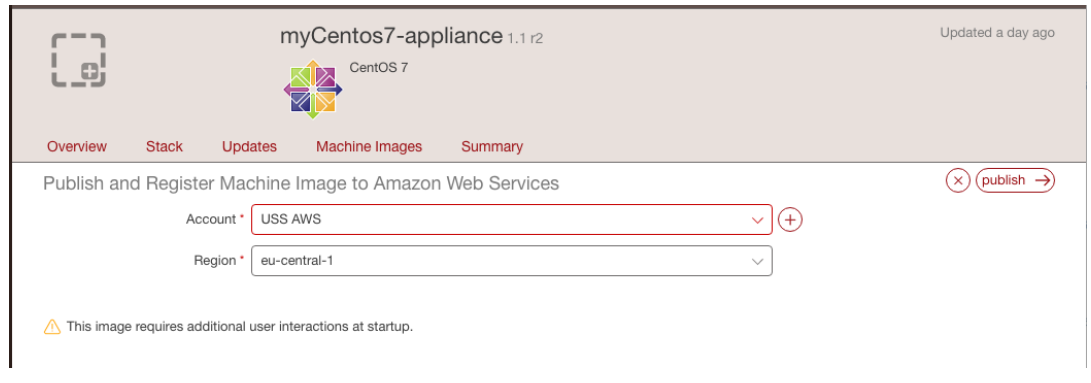 myCentos7-appliance 1.1 r2
Updated a day ago
CentOS 7
Overview Stack Updates Machine Images Summary
Publish and Register Machine Image to Amazon Web Services
publish →
Account * USS AWS
Region * eu-central-1
This image requires additional user interactions at startup.